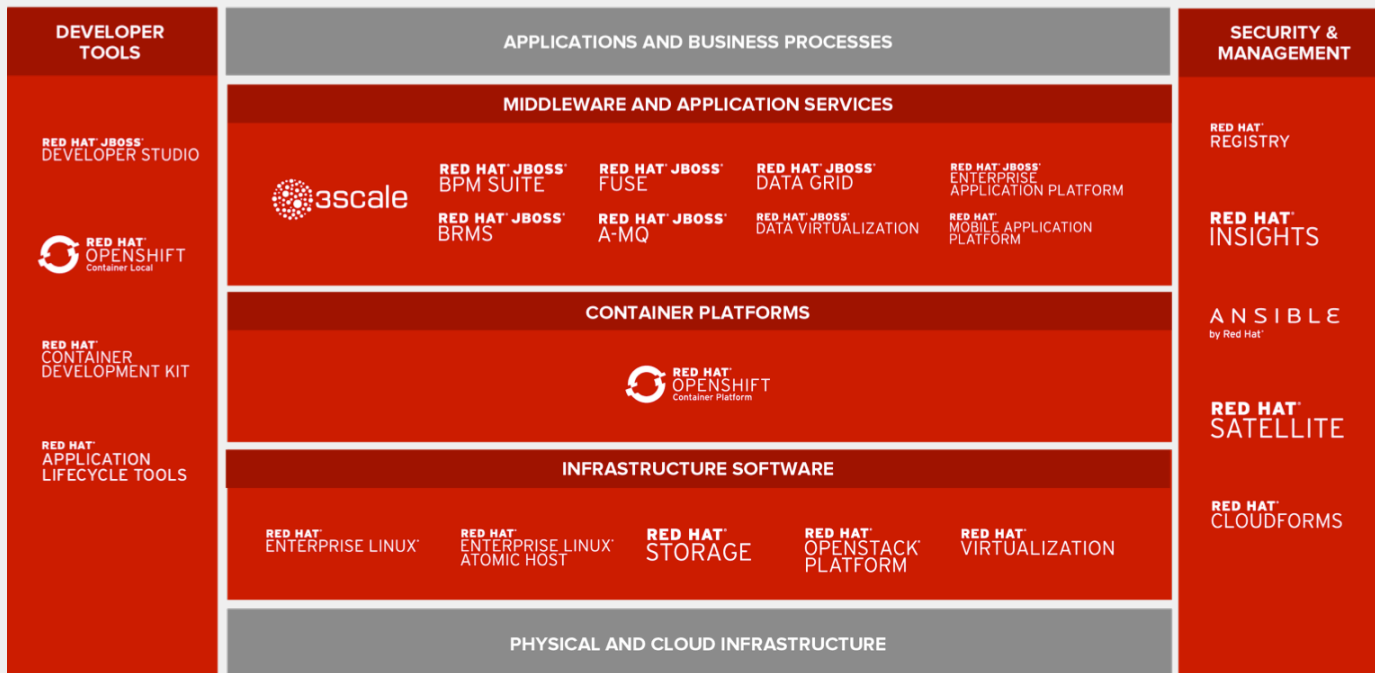 DEVELOPER
TOOLS
RED HAT® JBOSS®
DEVELOPER STUDIO
RED HAT®
OPENSHIFT
Container Local
RED HAT®
CONTAINER
DEVELOPMENT KIT
RED HAT®
APPLICATION
LIFECYCLE TOOLS
APPLICATIONS AND BUSINESS PROCESSES
MIDDLEWARE AND APPLICATION SERVICES
3scale
RED HAT® JBOSS®
BPM SUITE
RED HAT® JBOSS®
FUSE
RED HAT® JBOSS®
DATA GRID
RED HAT® JBOSS®
ENTERPRISE
APPLICATION PLATFORM
RED HAT® JBOSS®
BRMS
RED HAT® JBOSS®
A-MQ
RED HAT® JBOSS®
DATA VIRTUALIZATION
RED HAT®
MOBILE APPLICATION
PLATFORM
CONTAINER PLATFORMS
RED HAT®
OPENSHIFT
Container Platform
INFRASTRUCTURE SOFTWARE
RED HAT®
ENTERPRISE LINUX®
RED HAT®
ENTERPRISE LINUX®
ATOMIC HOST
RED HAT®
STORAGE
RED HAT®
OPENSTACK®
PLATFORM
RED HAT®
VIRTUALIZATION
PHYSICAL AND CLOUD INFRASTRUCTURE
SECURITY &
MANAGEMENT
RED HAT®
REGISTRY
RED HAT®
INSIGHTS
ANSIBLE
by Red Hat®
RED HAT®
SATELLITE
RED HAT®
CLOUDFORMS